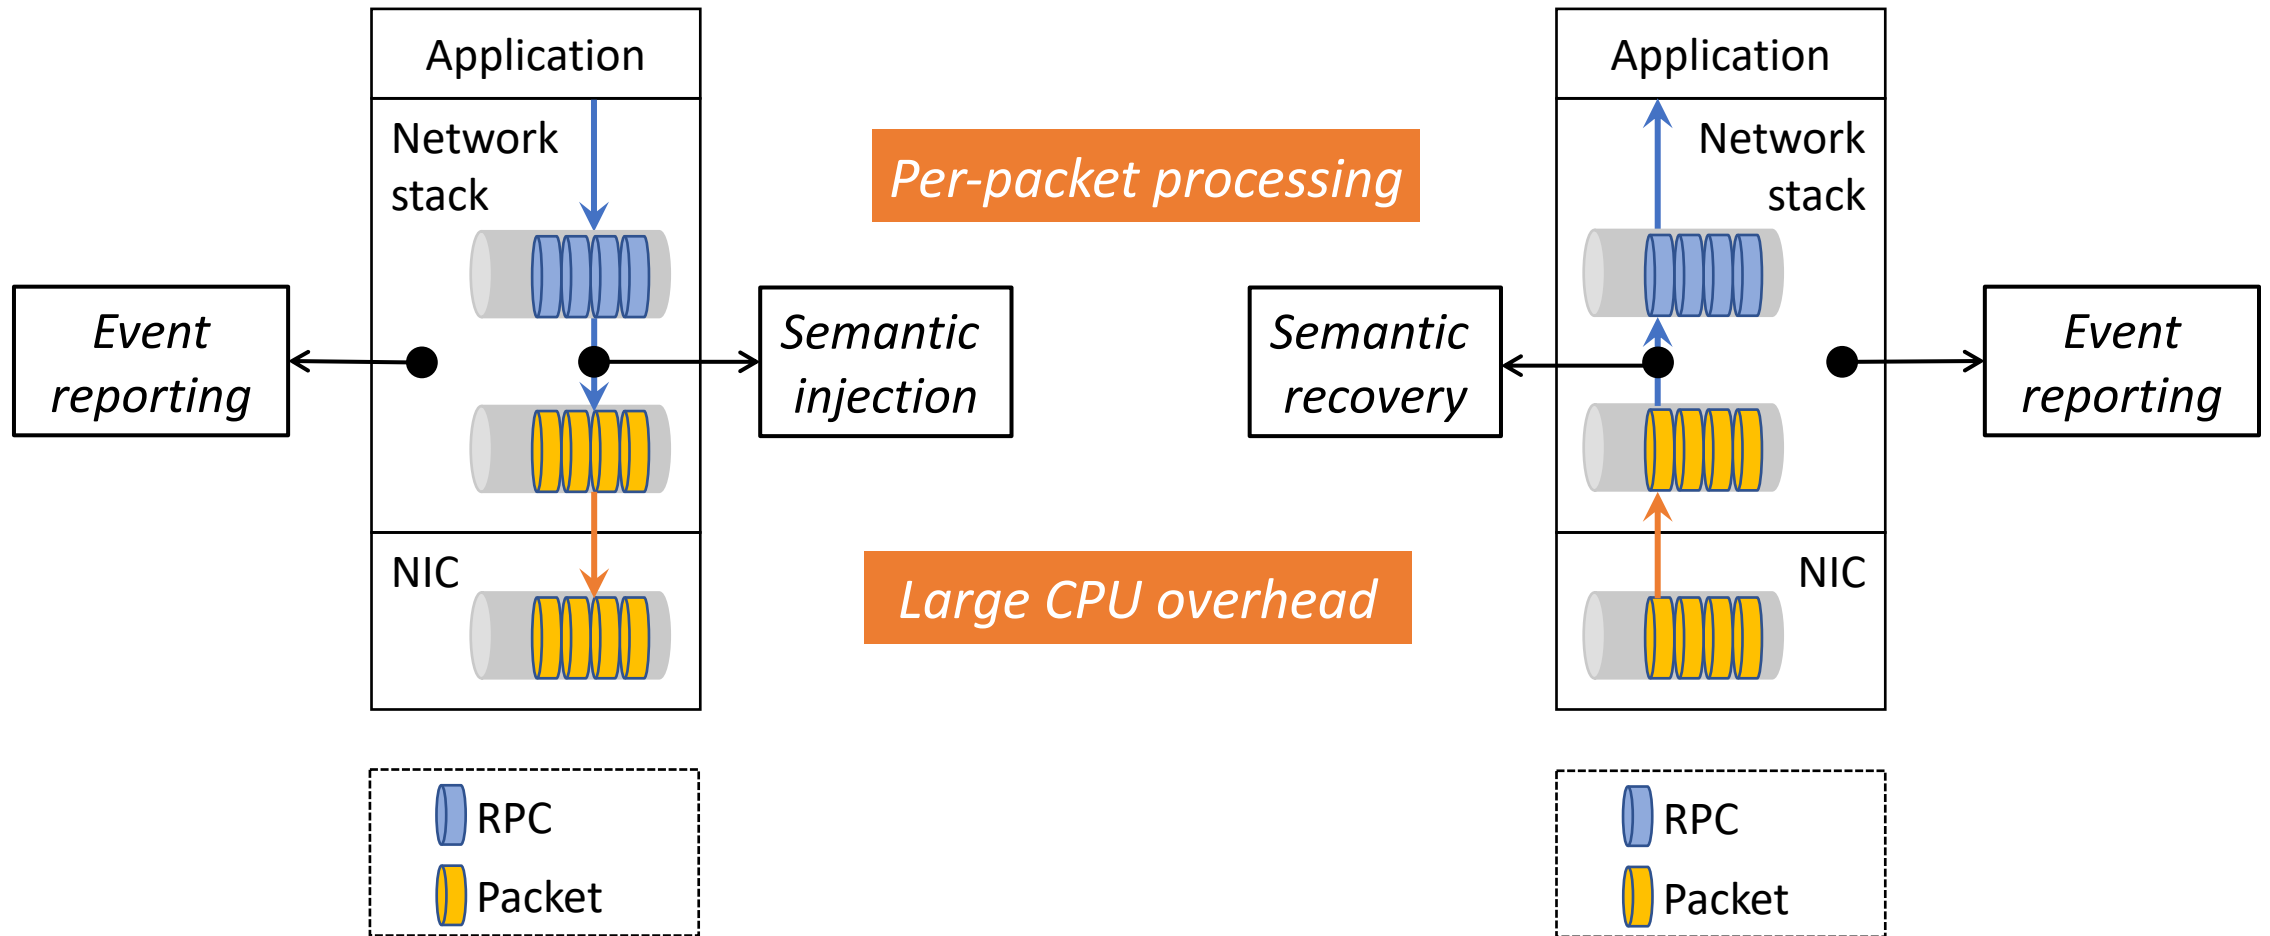 Application
Network
stack
Event
reporting
Semantic
injection
NIC
RPC
Packet
Per-packet processing
Large CPU overhead
Application
Network
stack
Semantic
recovery
Event
reporting
NIC
RPC
Packet